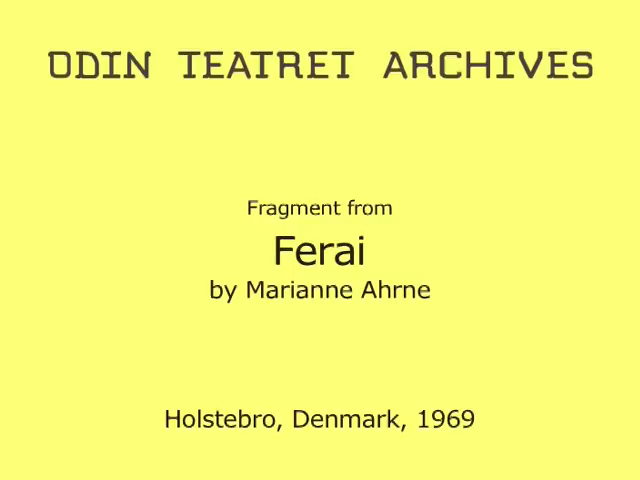 ODIN TEATRET ARCHIVES
Fragment from
Ferai
by Marianne Ahrne
Holstebro, Denmark, 1969